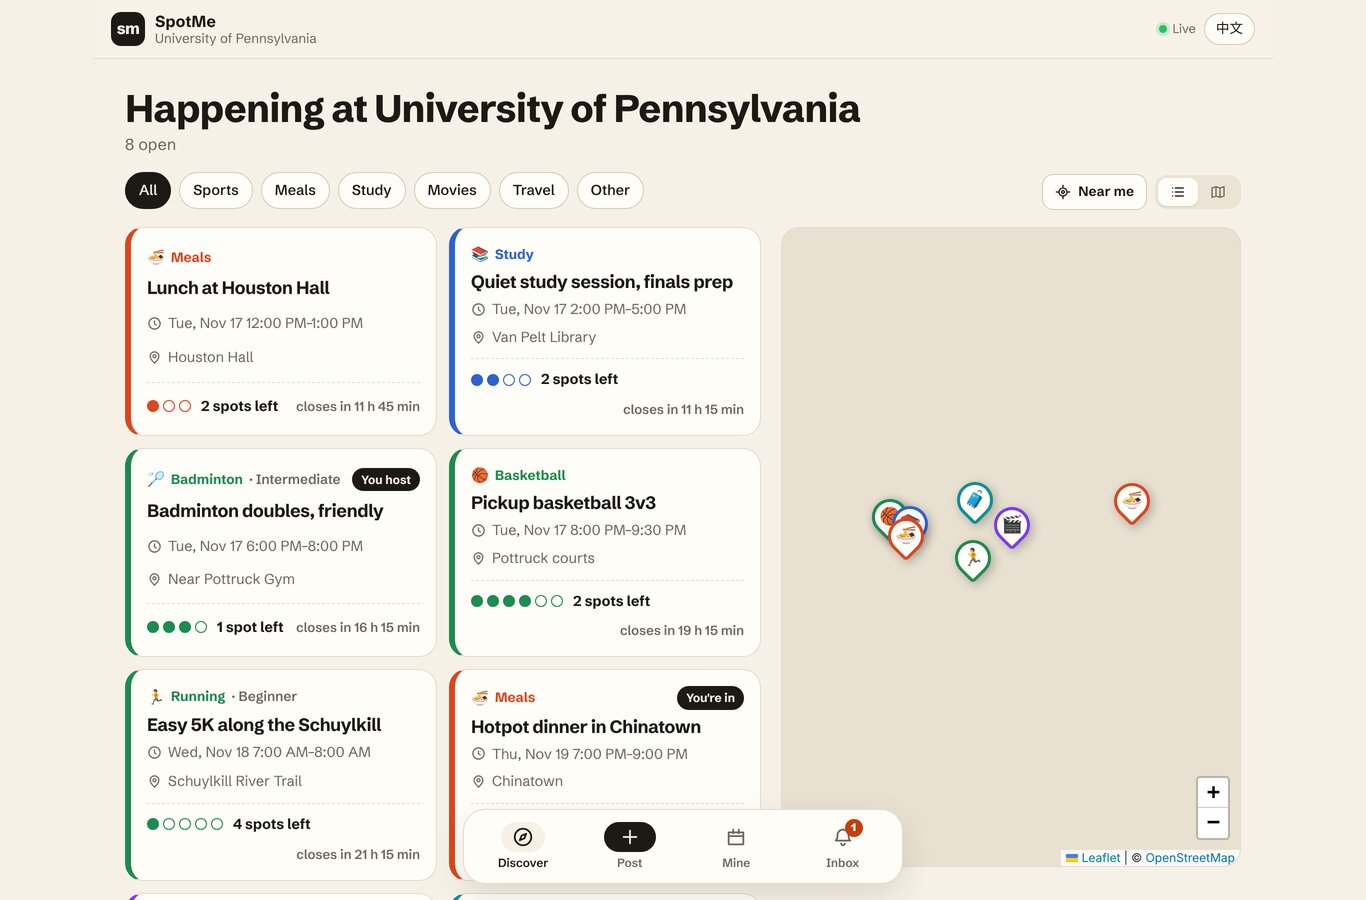 sm
SpotMe
University of Pennsylvania
Live
中文
Happening at University of Pennsylvania
8 open
All
Sports
Meals
Study
Movies
Travel
Other
Near me
Meals
Lunch at Houston Hall
Tue, Nov 17 12:00 PM–1:00 PM
Houston Hall
2 spots left
closes in 11 h 45 min
Study
Quiet study session, finals prep
Tue, Nov 17 2:00 PM–5:00 PM
Van Pelt Library
2 spots left
closes in 11 h 15 min
Badminton · Intermediate
You host
Badminton doubles, friendly
Tue, Nov 17 6:00 PM–8:00 PM
Near Pottruck Gym
1 spot left
closes in 16 h 15 min
Basketball
Pickup basketball 3v3
Tue, Nov 17 8:00 PM–9:30 PM
Pottruck courts
2 spots left
closes in 19 h 15 min
Running · Beginner
Easy 5K along the Schuylkill
Wed, Nov 18 7:00 AM–8:00 AM
Schuylkill River Trail
4 spots left
closes in 21 h 15 min
Meals
You're in
Hotpot dinner in Chinatown
Thu, Nov 19 7:00 PM–9:00 PM
Chinatown
+
−
Leaflet | © OpenStreetMap
Discover
Post
Mine
1
Inbox